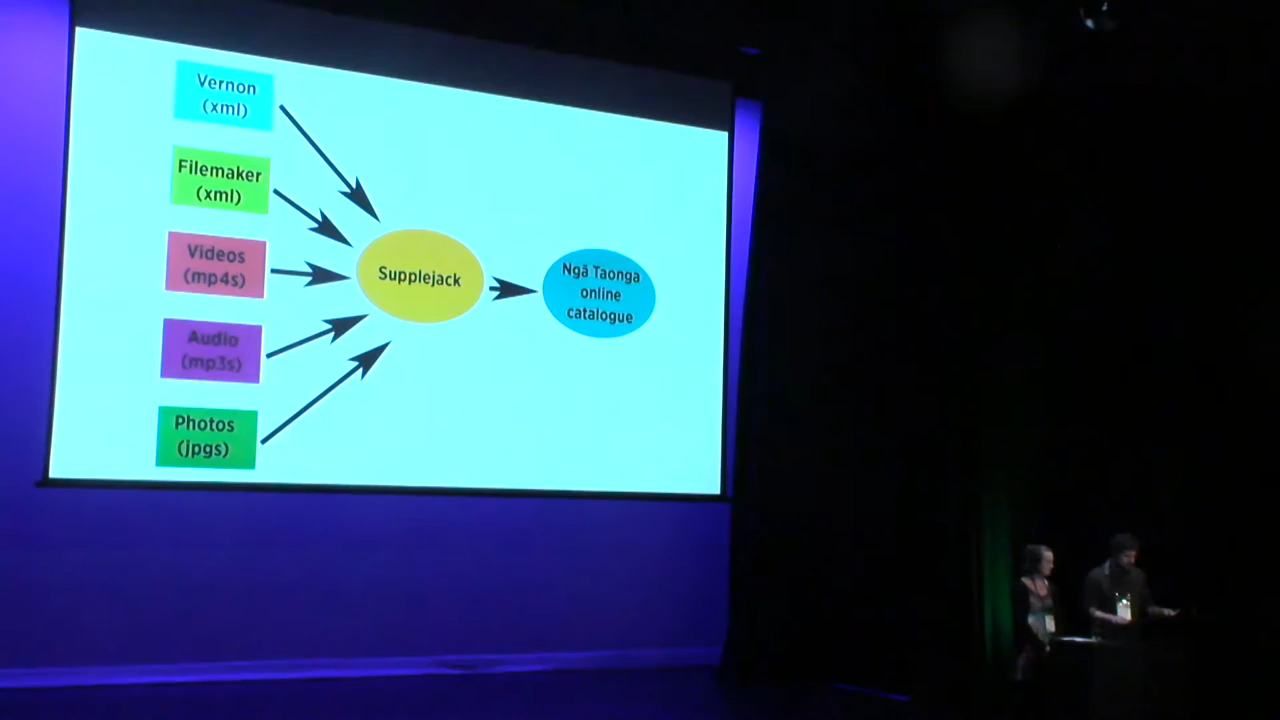 Vernon
(xml)
Filemaker
(xml)
Videos
(mp4s)
Audio
(mp3s)
Photos
(jpgs)
Supplejack
Ngā Taonga
online
catalogue